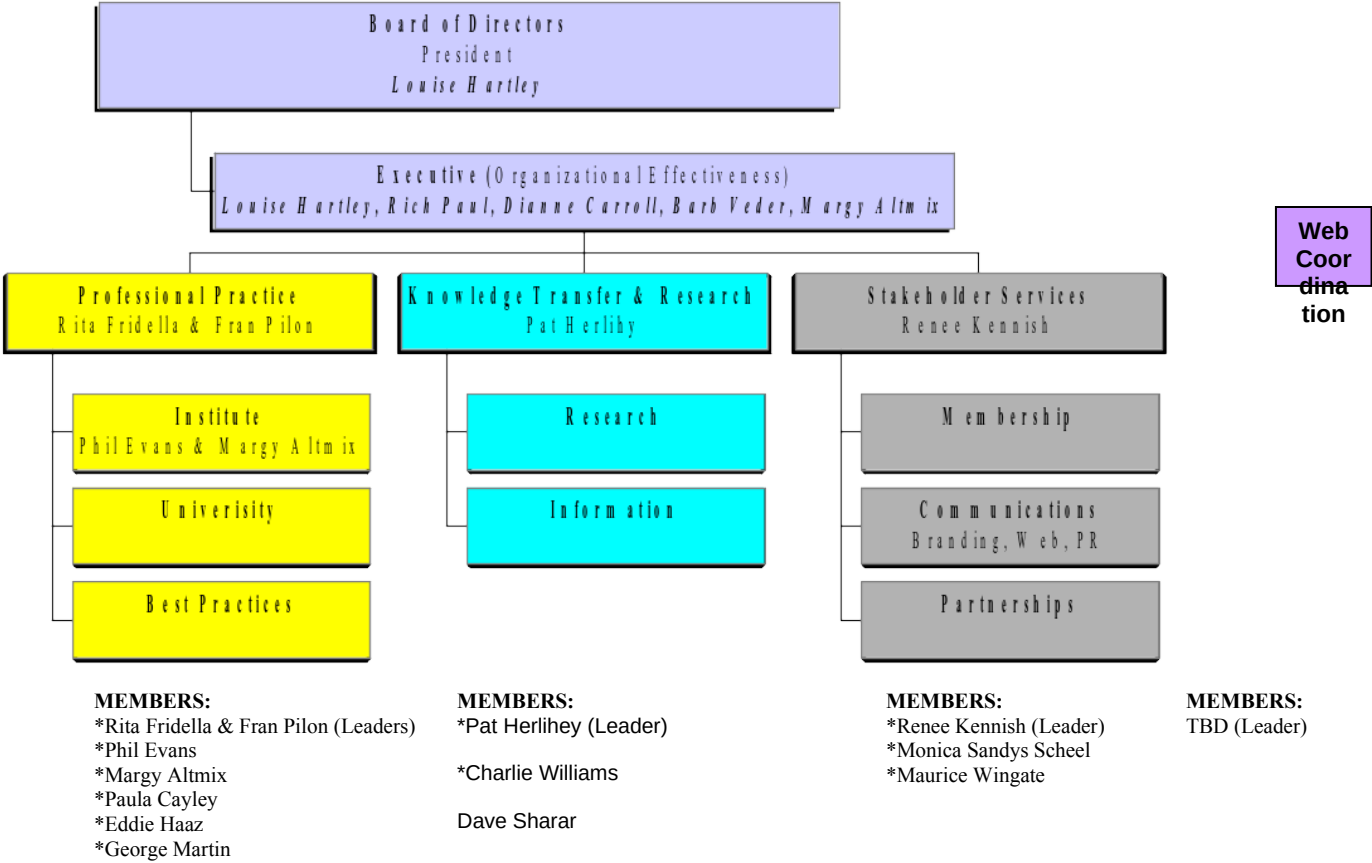 Board of Directors
President
Louise Hartley
Executive (Organizational Effectiveness)
Louise Hartley, Rich Paul, Dianne Carroll, Barb Veder, Margy Altmix
Web
Coor
dina
tion
Professional Practice
Rita Fridella & Fran Pilon
Knowledge Transfer & Research
Pat Herlihy
Stakeholder Services
Renee Kennish
Institute
Phil Evans & Margy Altmix
Univerisity
Best Practices
Research
Information
Membership
Communications
Branding, Web, PR
Partnerships
MEMBERS:
*Rita Fridella & Fran Pilon (Leaders)
*Phil Evans
*Margy Altmix
*Paula Cayley
*Eddie Haaz
*George Martin
MEMBERS:
*Pat Herlihey (Leader)
*Charlie Williams
Dave Sharar
MEMBERS:
*Renee Kennish (Leader)
*Monica Sandys Scheel
*Maurice Wingate
MEMBERS:
TBD (Leader)